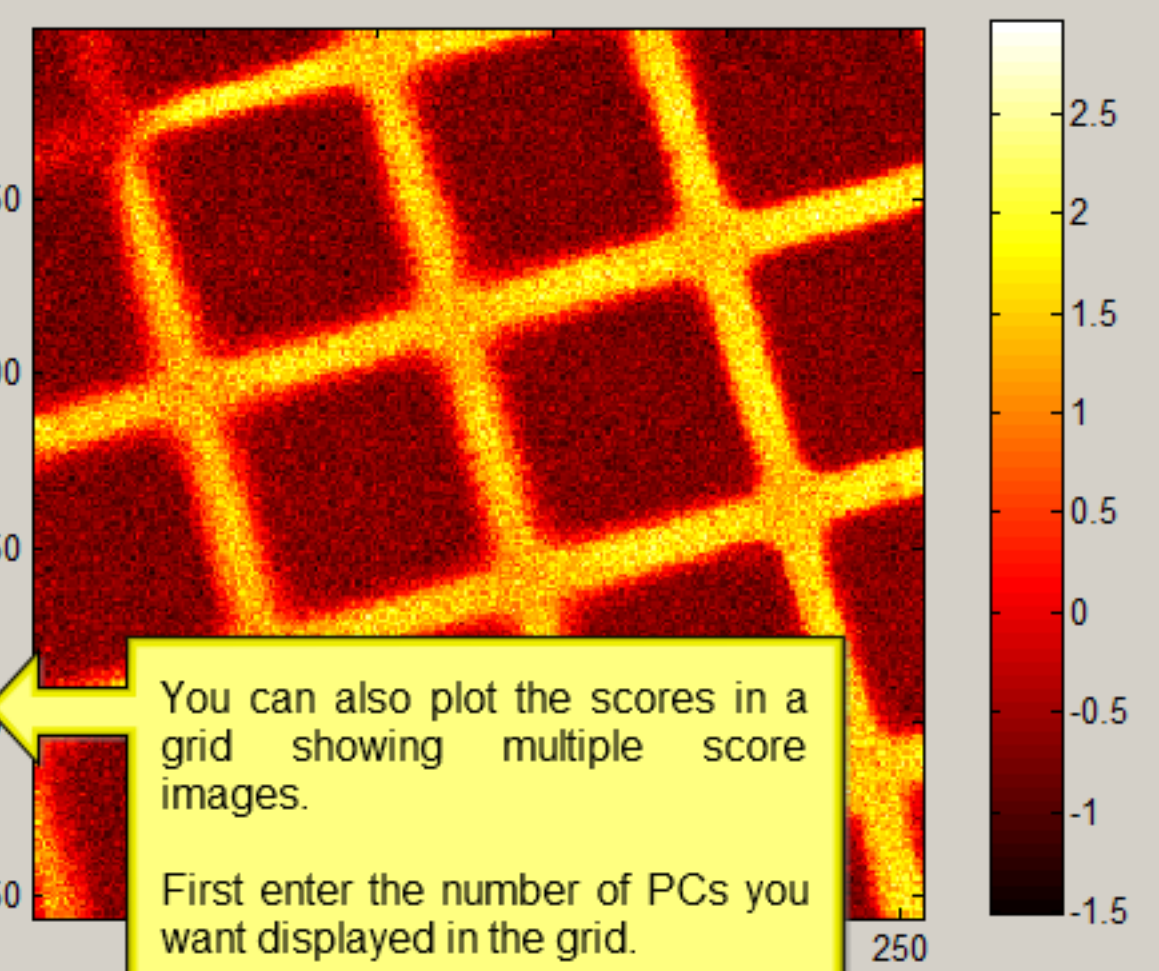 2.5
2
1.5
1
0.5
0
-0.5
-1
-1.5
250
You can also plot the scores in a
grid showing multiple score
images.
First enter the number of PCs you
want displayed in the grid.